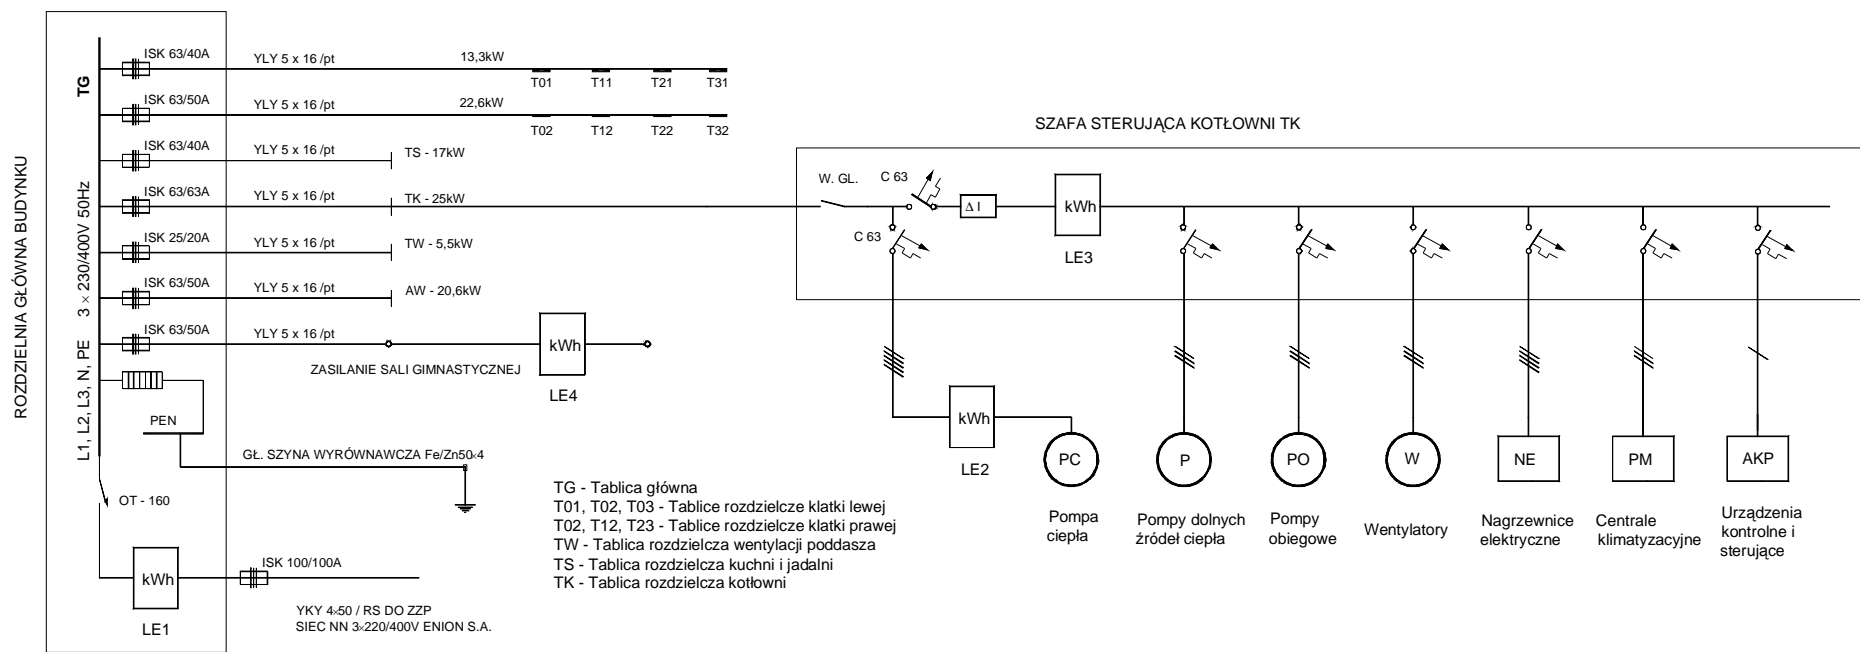 ROZDZIELNIA GŁÓWNA BUDYNKU
TG
L1, L2, L3, N, PE 3 × 230/400V 50Hz
ISK 63/40A
YLY 5 x 16 /pt
13,3kW
T01 T11 T21 T31
ISK 63/50A
YLY 5 x 16 /pt
22,6kW
T02 T12 T22 T32
ISK 63/40A
YLY 5 x 16 /pt
TS - 17kW
ISK 63/63A
YLY 5 x 16 /pt
TK - 25kW
ISK 25/20A
YLY 5 x 16 /pt
TW - 5,5kW
ISK 63/50A
YLY 5 x 16 /pt
AW - 20,6kW
ISK 63/50A
YLY 5 x 16 /pt
kWh
ZASILANIE SALI GIMNASTYCZNEJ
LE4
PEN
GŁ. SZYNA WYRÓWNAWCZA Fe/Zn50×4
OT - 160
kWh
LE1
ISK 100/100A
YKY 4×50 / RS DO ZZP
SIEC NN 3×220/400V ENION S.A.
TG - Tablica główna
T01, T02, T03 - Tablice rozdzielcze klatki lewej
T02, T12, T23 - Tablice rozdzielcze klatki prawej
TW - Tablica rozdzielcza wentylacji poddasza
TS - Tablica rozdzielcza kuchni i jadalni
TK - Tablica rozdzielcza kotłowni
SZAFA STERUJĄCA KOTŁOWNI TK
W. GL.
C 63
Δ I
kWh
LE3
C 63
kWh
LE2
PC
P
PO
W
NE
PM
AKP
Pompa
ciepła
Pompy dolnych
źródeł ciepła
Pompy
obiegowe
Wentylatory
Nagrzewnice
elektryczne
Centrale
klimatyzacyjne
Urządzenia
kontrolne i
sterujące